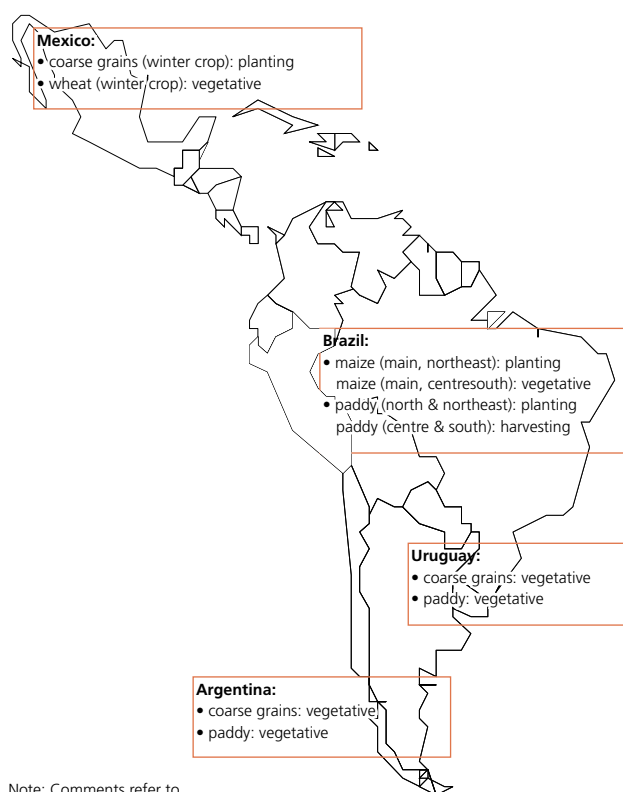 Mexico:
• coarse grains (winter crop): planting
• wheat (winter crop): vegetative
Brazil:
• maize (main, northeast): planting
maize (main, centresouth): vegetative
• paddy (north & northeast): planting
paddy (centre & south): harvesting
Uruguay:
• coarse grains: vegetative
• paddy: vegetative
Argentina:
• coarse grains: vegetative
• paddy: vegetative
Note: Comments refer to